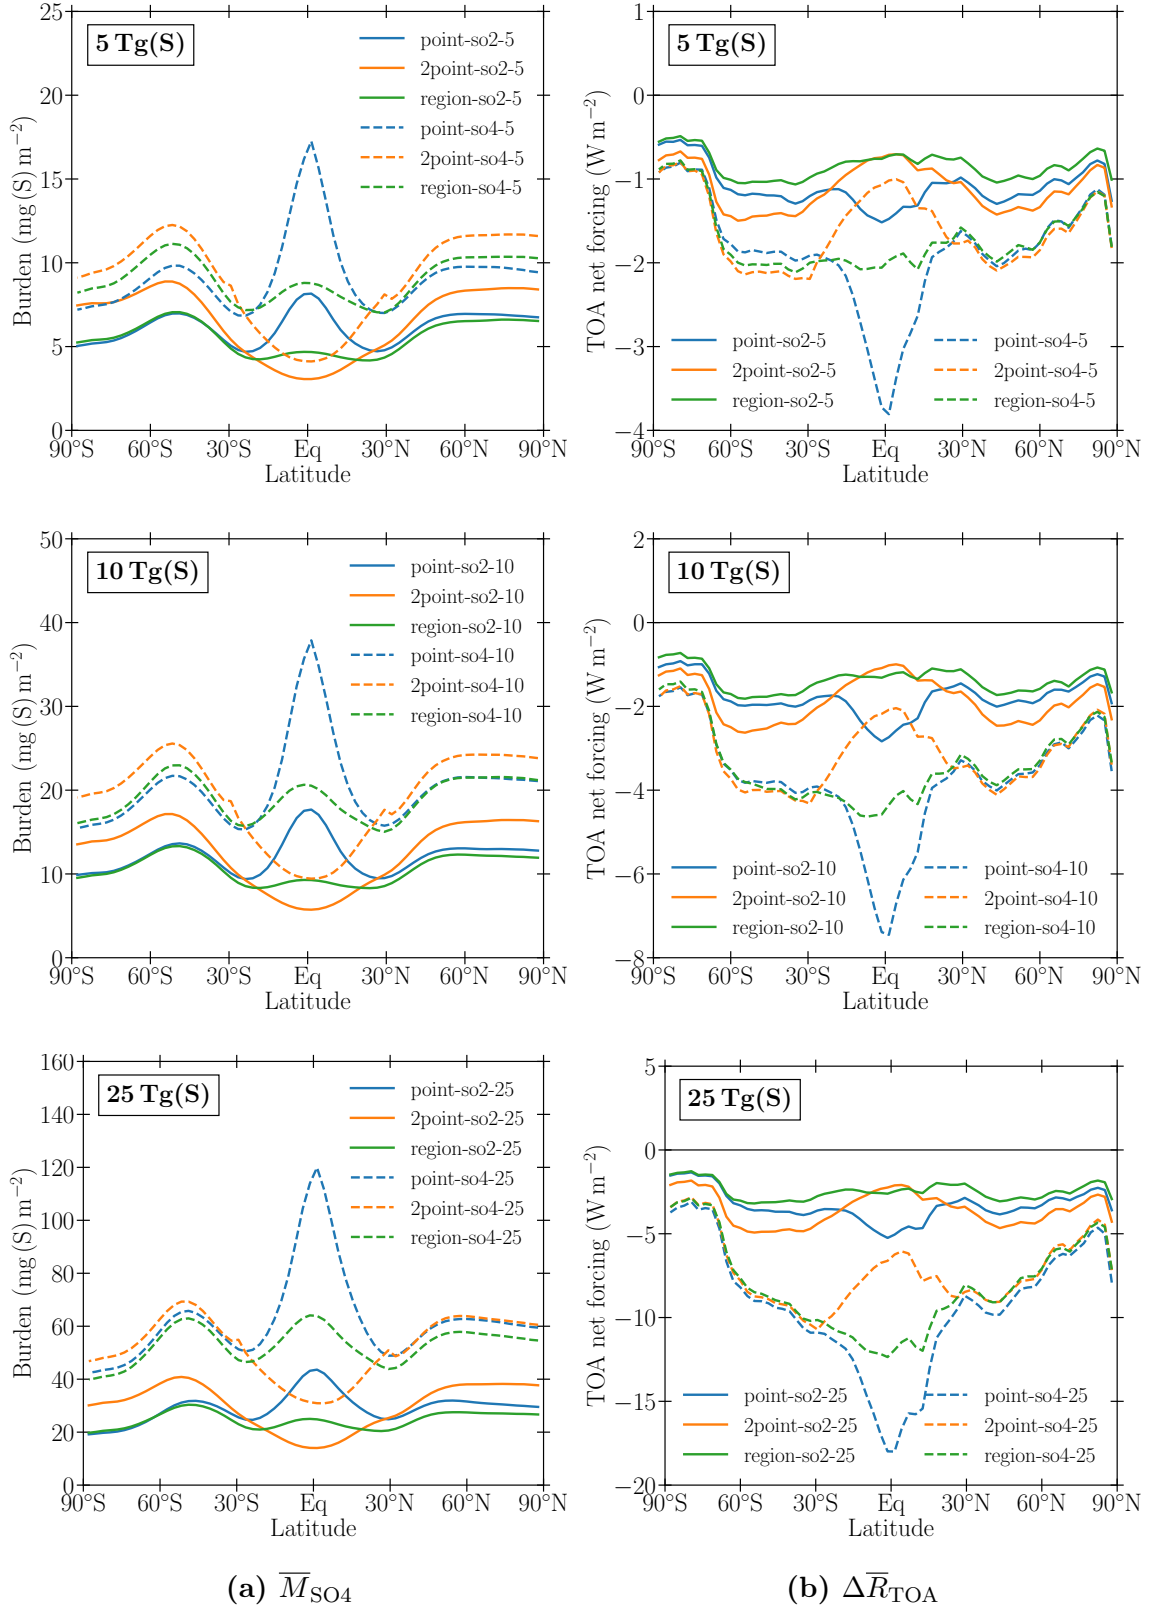 5 Tg(S)
Burden (mg (S) m−2)
25
20
15
10
5
0
point-so2-5
2point-so2-5
region-so2-5
point-so4-5
2point-so4-5
region-so4-5
90°S 60°S 30°S Eq 30°N 60°N 90°N
Latitude
5 Tg(S)
TOA net forcing (W m−2)
1
0
−1
−2
−3
−4
point-so2-5 point-so4-5
2point-so2-5 2point-so4-5
region-so2-5 region-so4-5
90°S 60°S 30°S Eq 30°N 60°N 90°N
Latitude
10 Tg(S)
Burden (mg (S) m−2)
50
40
30
20
10
0
point-so2-10
2point-so2-10
region-so2-10
point-so4-10
2point-so4-10
region-so4-10
90°S 60°S 30°S Eq 30°N 60°N 90°N
Latitude
10 Tg(S)
TOA net forcing (W m−2)
2
0
−2
−4
−6
−8
point-so2-10 point-so4-10
2point-so2-10 2point-so4-10
region-so2-10 region-so4-10
90°S 60°S 30°S Eq 30°N 60°N 90°N
Latitude
25 Tg(S)
Burden (mg (S) m−2)
160
140
120
100
80
60
40
20
0
point-so2-25
2point-so2-25
region-so2-25
point-so4-25
2point-so4-25
region-so4-25
90°S 60°S 30°S Eq 30°N 60°N 90°N
Latitude
25 Tg(S)
TOA net forcing (W m−2)
5
0
−5
−10
−15
−20
point-so2-25 point-so4-25
2point-so2-25 2point-so4-25
region-so2-25 region-so4-25
90°S 60°S 30°S Eq 30°N 60°N 90°N
Latitude
(a) M̅SO4
(b) ΔR̅TOA